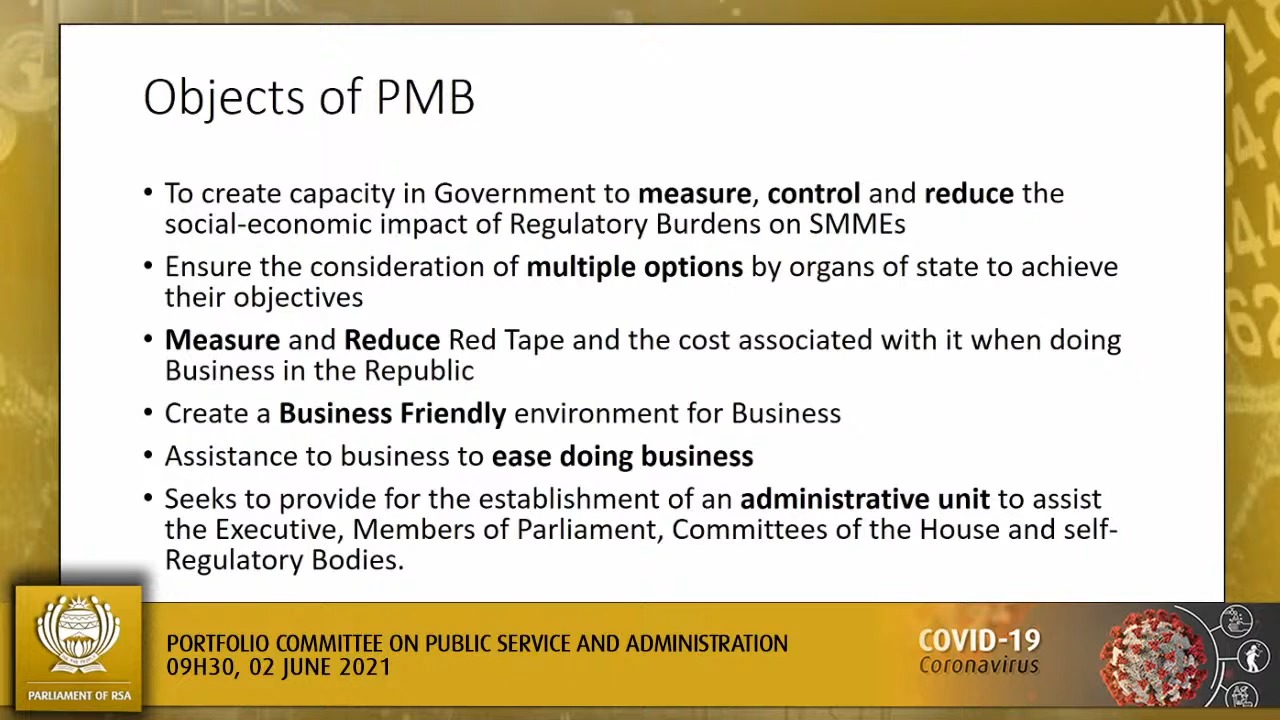 Objects of PMB
• To create capacity in Government to measure, control and reduce the
social-economic impact of Regulatory Burdens on SMMEs
• Ensure the consideration of multiple options by organs of state to achieve
their objectives
• Measure and Reduce Red Tape and the cost associated with it when doing
Business in the Republic
• Create a Business Friendly environment for Business
• Assistance to business to ease doing business
• Seeks to provide for the establishment of an administrative unit to assist
the Executive, Members of Parliament, Committees of the House and self-
Regulatory Bodies.
PORTFOLIO COMMITTEE ON PUBLIC SERVICE AND ADMINISTRATION
09H30, 02 JUNE 2021
PARLIAMENT OF RSA
COVID-19
Coronavirus